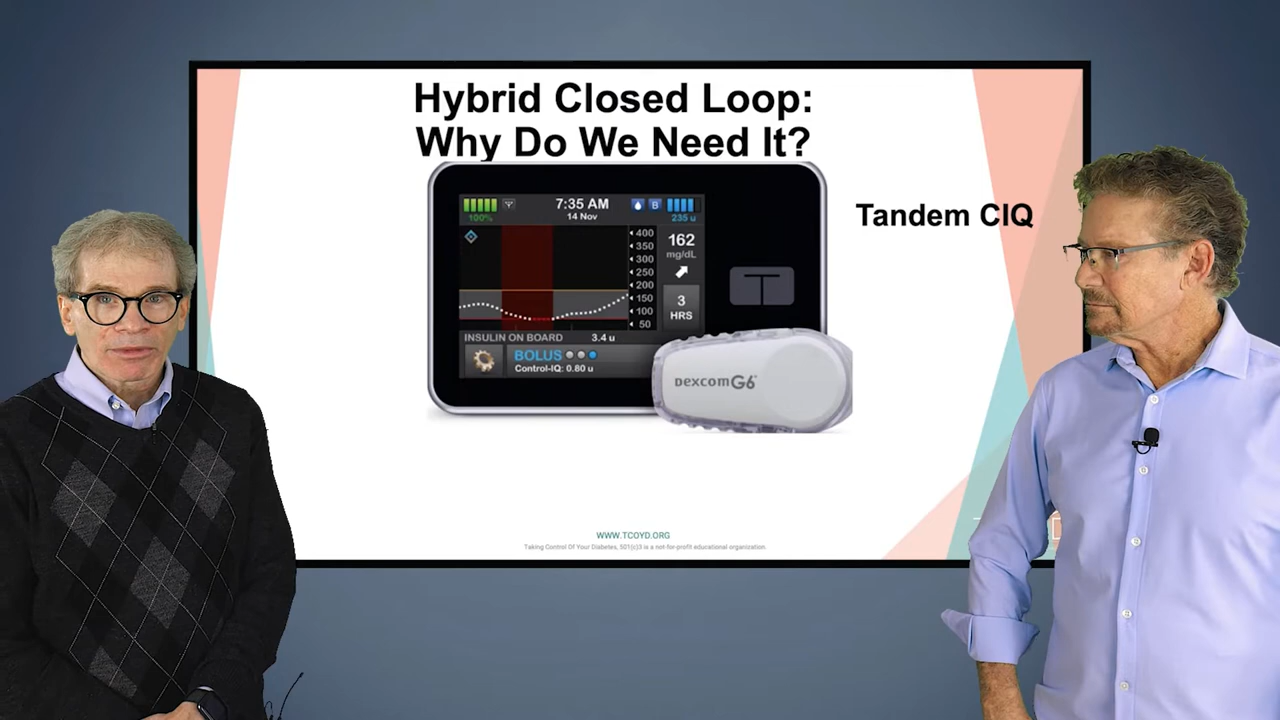 Hybrid Closed Loop:
Why Do We Need It?
Tandem CIQ
100%
7:35 AM
14 Nov
B
235 u
400
350
300
250
200
150
100
50
162
mg/dL
3
HRS
INSULIN ON BOARD 3.4 u
BOLUS
Control-IQ: 0.80 u
DEXCOM G6
WWW.TCOYD.ORG
Taking Control Of Your Diabetes, 501(c)3 is a not-for-profit educational organization.